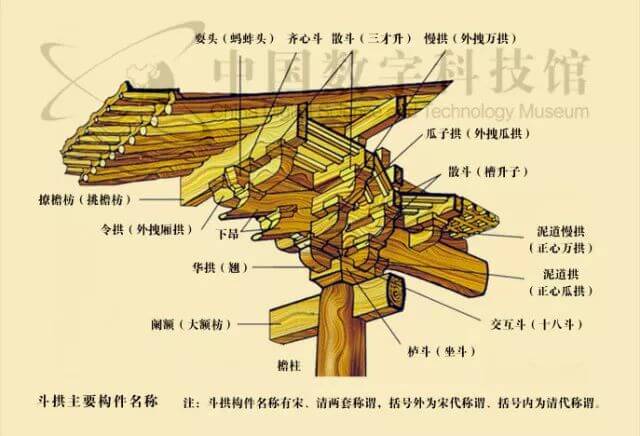 中国数字科技馆
China Digital Science and Technology Museum
耍头（蚂蚱头）
齐心斗
散斗（三才升）
慢拱（外拽万拱）
瓜子拱（外拽瓜拱）
散斗（槽升子）
撩檐枋（挑檐枋）
令拱（外拽厢拱）
下昂
泥道慢拱
（正心万拱）
华拱（翘）
泥道拱
（正心瓜拱）
阑额（大额枋）
交互斗（十八斗）
栌斗（坐斗）
檐柱
斗拱主要构件名称
注：斗拱构件名称有宋、清两套称谓，括号外为宋代称谓、括号内为清代称谓。